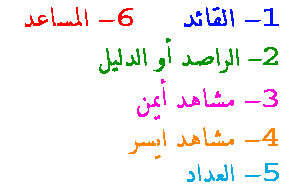 1- القائد 6- المساعد
2- الراصد أو الدليل
3- مشاهد أيمن
4- مشاهد ايسر
5- العداد